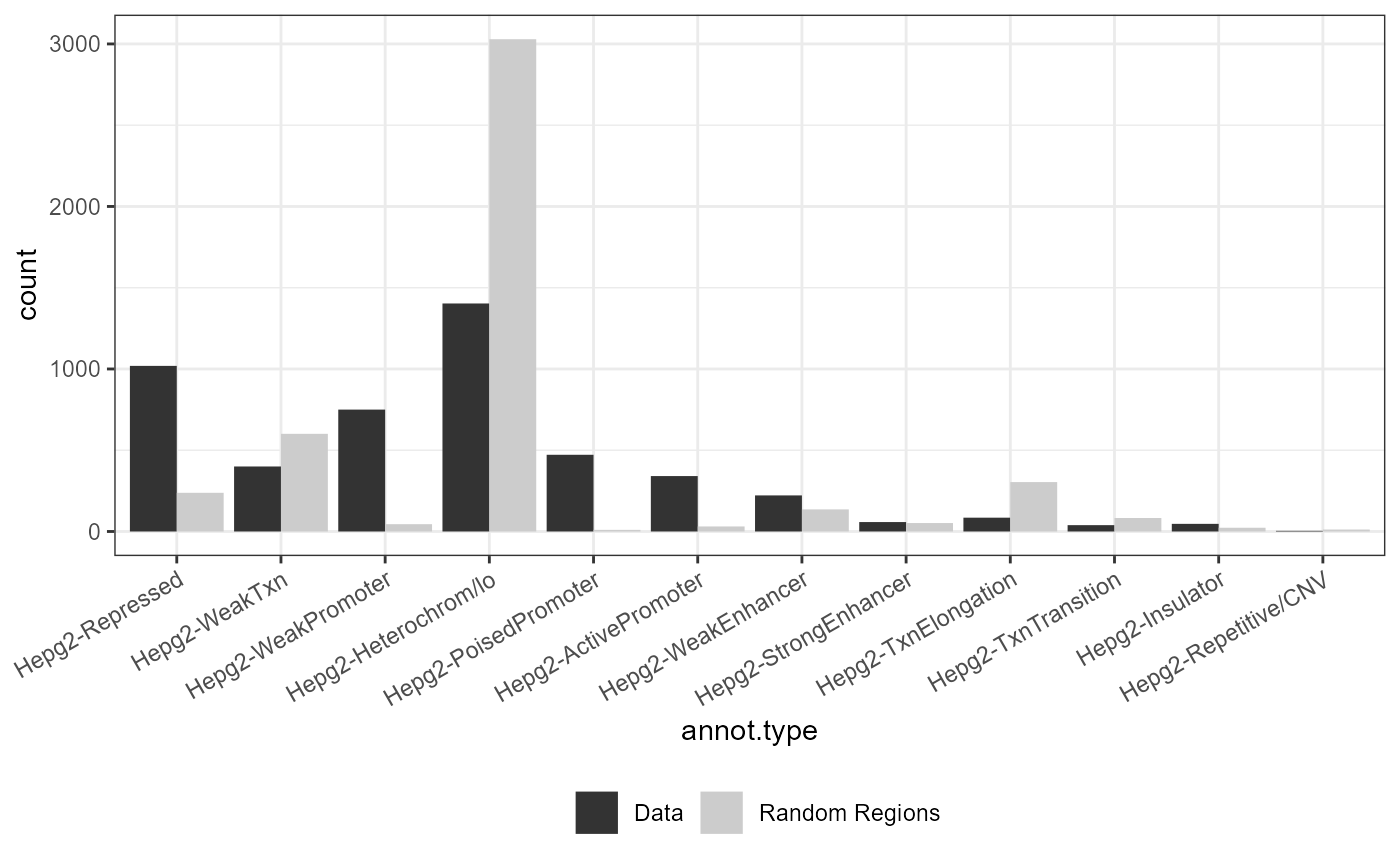 3000
2000
1000
0
count
Hepg2-Repressed
Hepg2-WeakTxn
Hepg2-WeakPromoter
Hepg2-Heterochrom/lo
Hepg2-PoisedPromoter
Hepg2-ActivePromoter
Hepg2-WeakEnhancer
Hepg2-StrongEnhancer
Hepg2-TxnElongation
Hepg2-TxnTransition
Hepg2-Insulator
Hepg2-Repetitive/CNV
annot.type
Data Random Regions